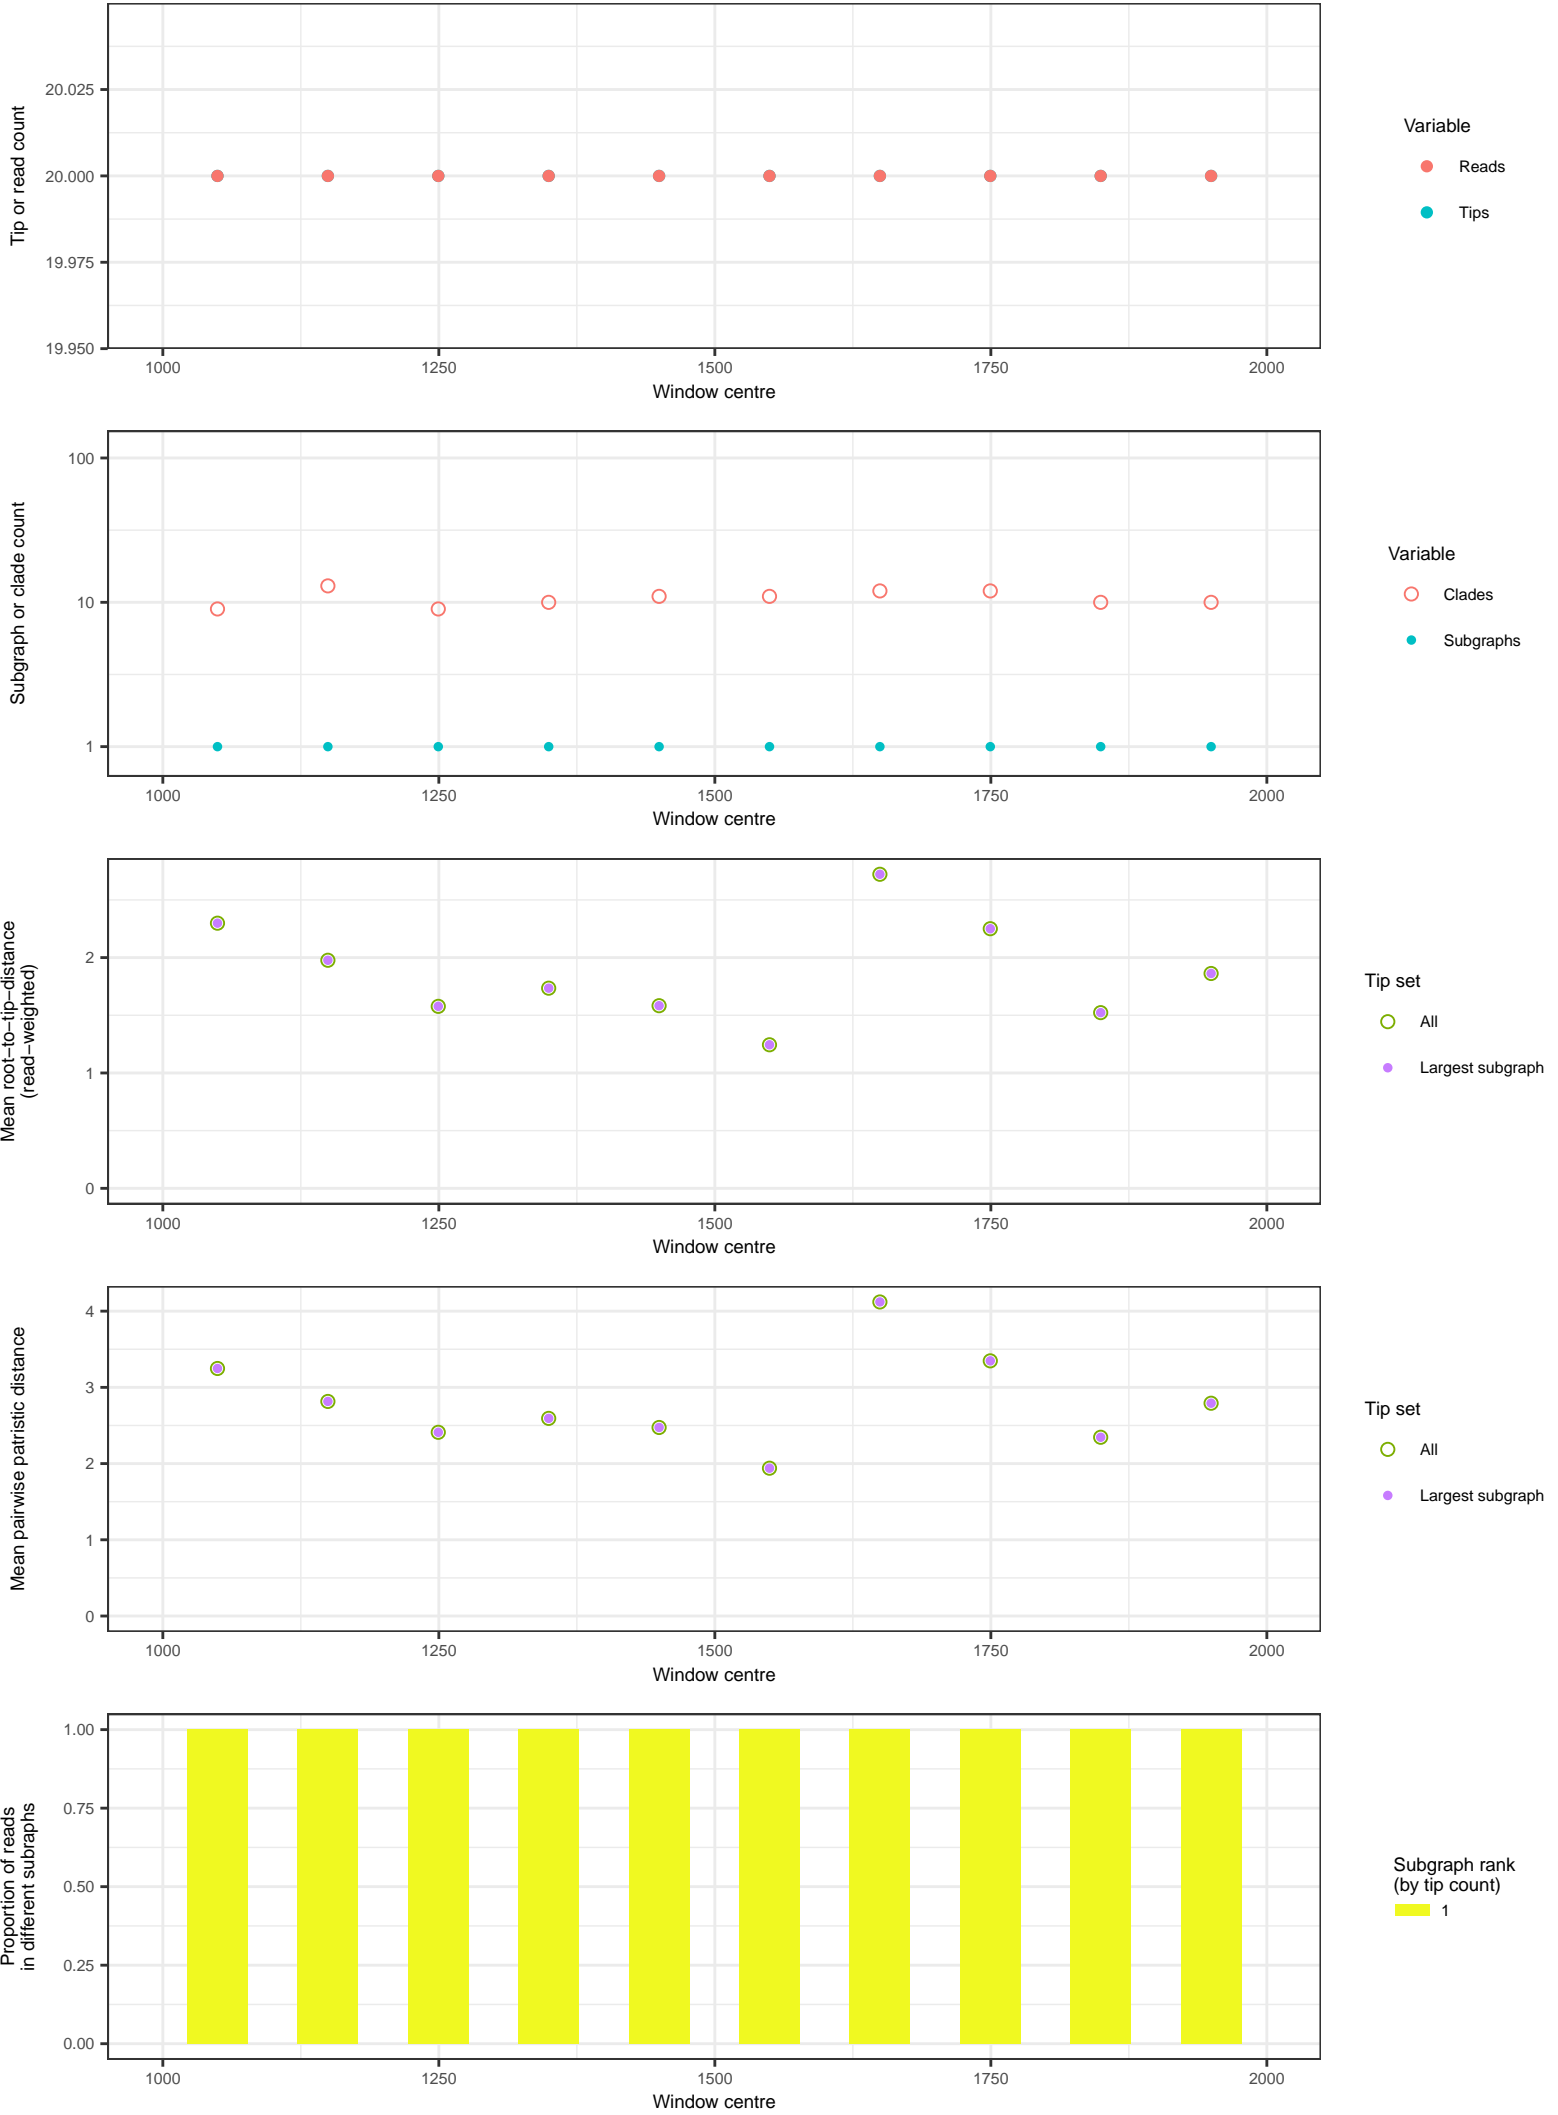 Tip or read count
20.025
20.000
19.975
19.950
1000 1250 1500 1750 2000
Window centre
Variable
Reads
Tips
Subgraph or clade count
100
10
1
1000 1250 1500 1750 2000
Window centre
Variable
Clades
Subgraphs
Mean root−to−tip−distance
(read−weighted)
2
1
0
1000 1250 1500 1750 2000
Window centre
Tip set
All
Largest subgraph
Mean pairwise patristic distance
4
3
2
1
0
1000 1250 1500 1750 2000
Window centre
Tip set
All
Largest subgraph
Proportion of reads
in different subraphs
1.00
0.75
0.50
0.25
0.00
1000 1250 1500 1750 2000
Window centre
Subgraph rank
(by tip count)
1